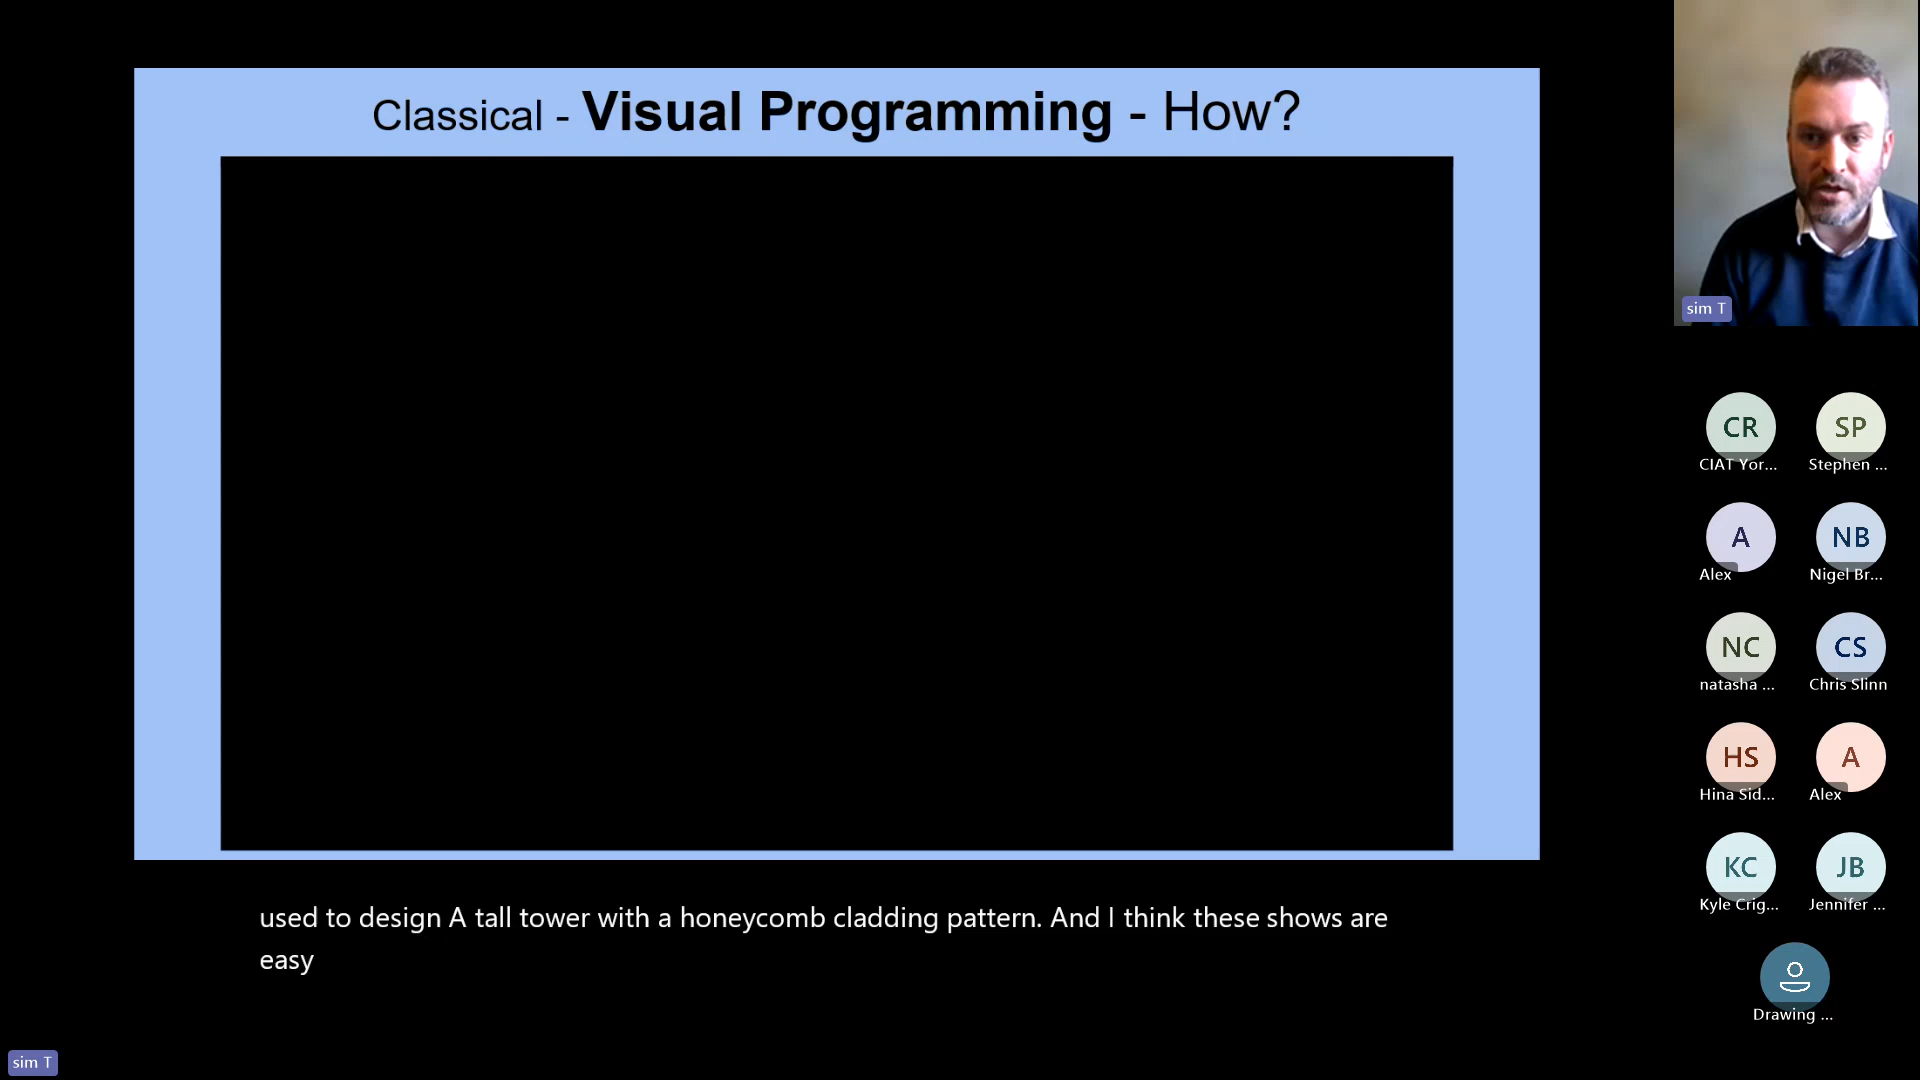 Classical - Visual Programming - How?
sim T
CR
CIAT Yor...
SP
Stephen ...
A
Alex
NB
Nigel Br...
NC
natasha ...
CS
Chris Slinn
HS
Hina Sid...
A
Alex
KC
Kyle Crig...
JB
Jennifer ...
Drawing ...
used to design A tall tower with a honeycomb cladding pattern. And I think these shows are
easy
sim T